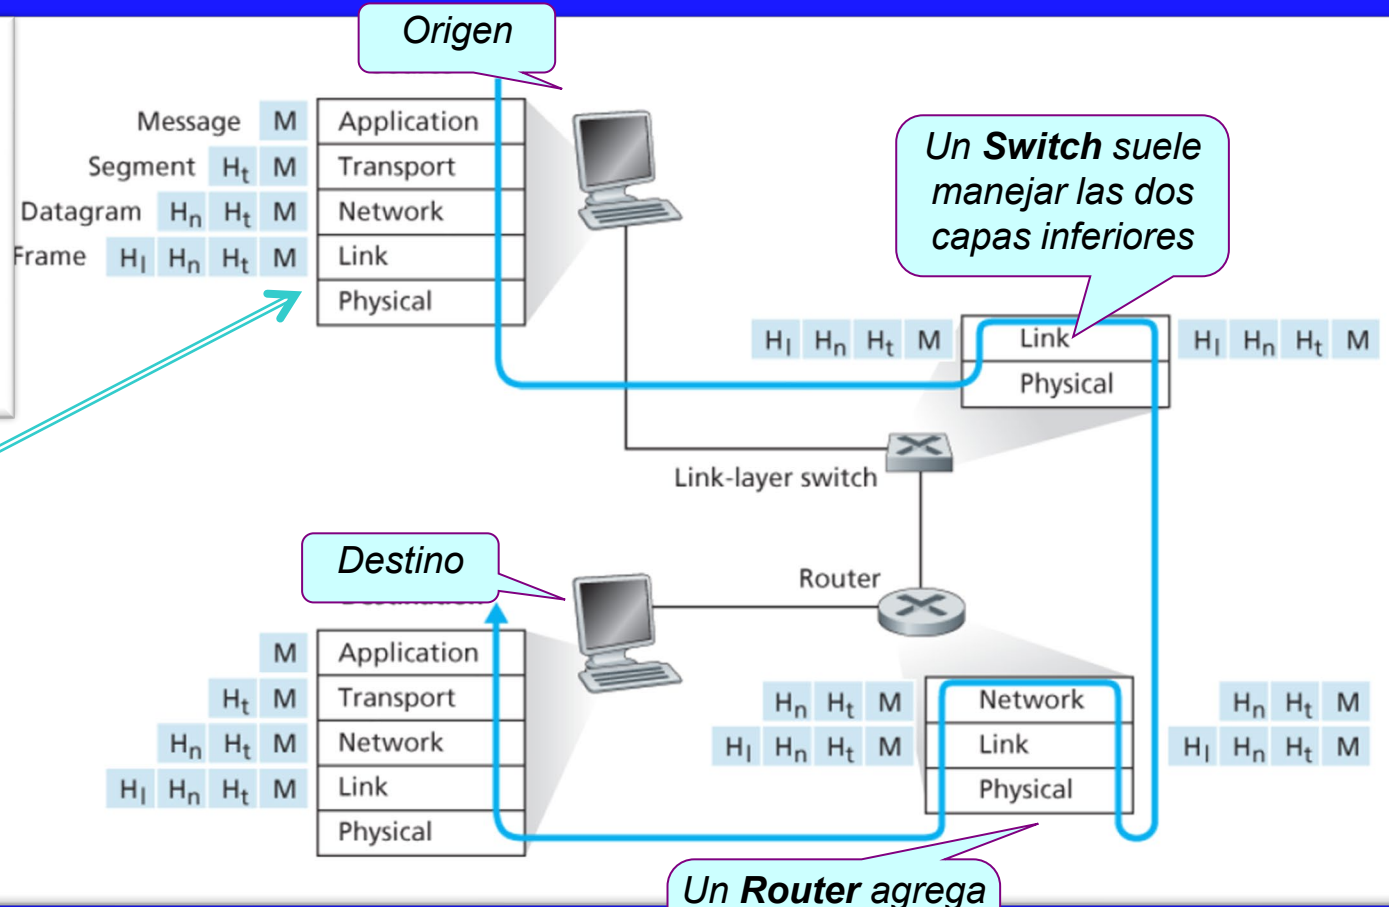 Origen
Message M Application
Segment Ht M Transport
Datagram Hn Ht M Network
Frame Hl Hn Ht M Link
Physical
Un Switch suele
manejar las dos
capas inferiores
Hl Hn Ht M Link Hl Hn Ht M
Physical
Link-layer switch
Router
Destino
M Application
Ht M Transport
Hn Ht M Network
Hl Hn Ht M Link
Physical
Hn Ht M Network Hn Ht M
Hl Hn Ht M Link Hl Hn Ht M
Physical
Un Router agrega